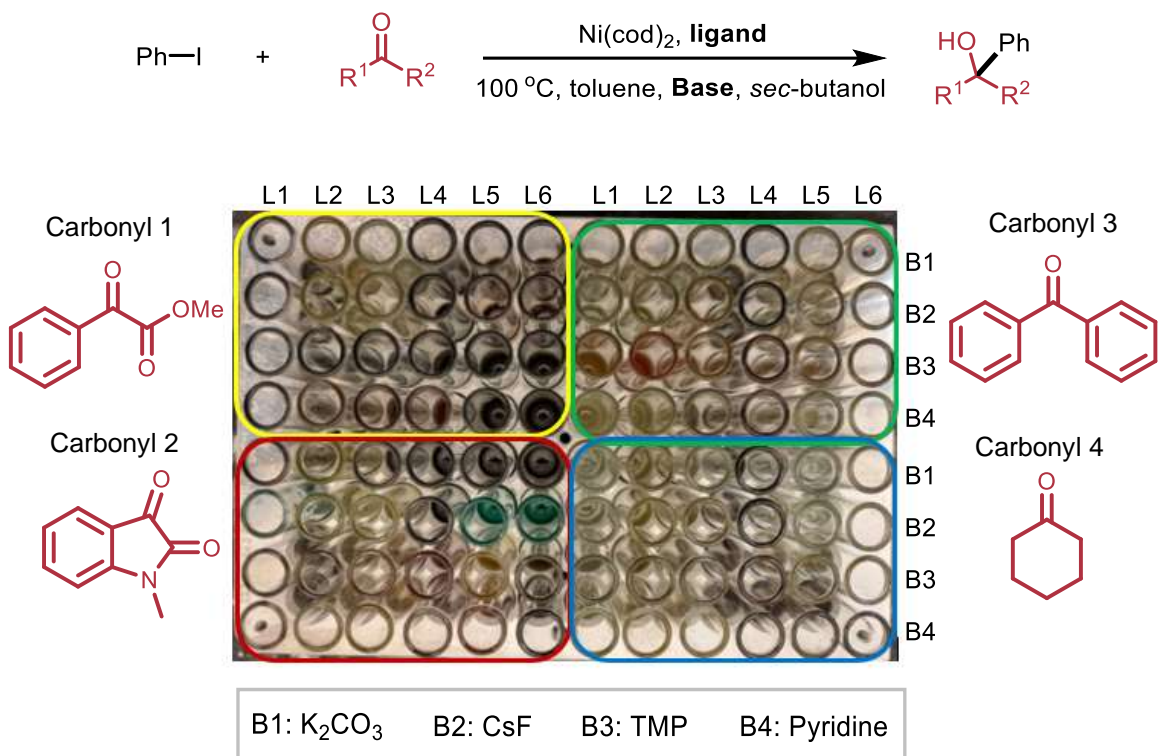 Ph I + O R1 R2 Ni(cod)2, ligand HO Ph
100 oC, toluene, Base, sec-butanol R1 R2
L1 L2 L3 L4 L5 L6 L1 L2 L3 L4 L5 L6
Carbonyl 1
O
OMe
O
Carbonyl 2
O
O
N
Carbonyl 3
O
Carbonyl 4
O
B1
B2
B3
B4
B1
B2
B3
B4
B1: K2CO3 B2: CsF B3: TMP B4: Pyridine